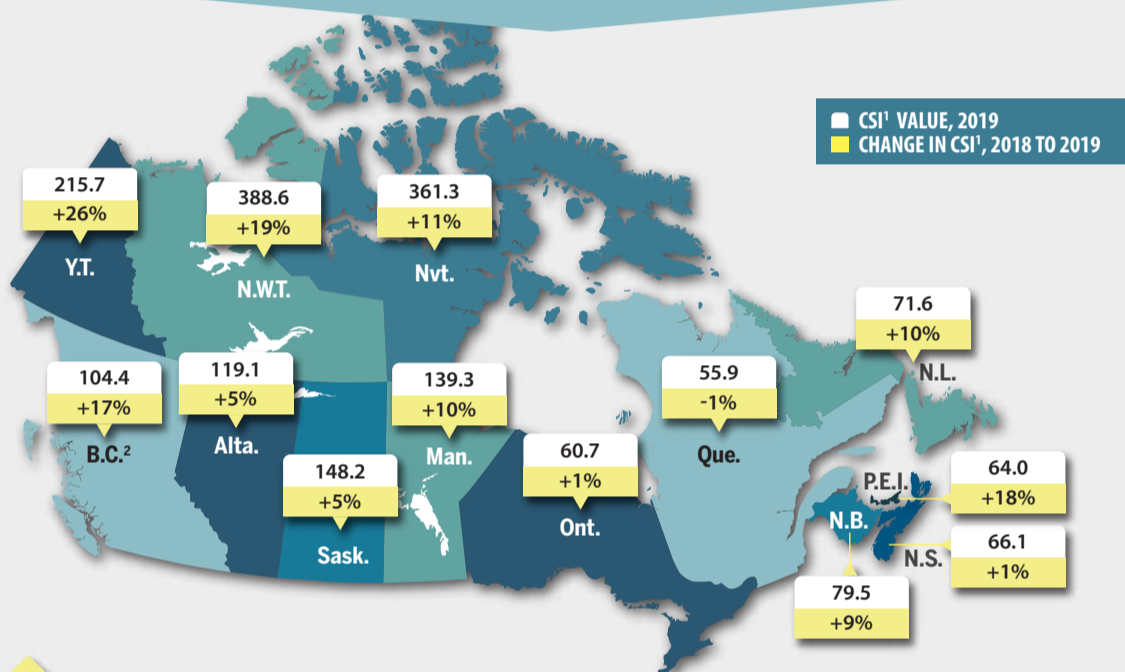 CSI¹ VALUE, 2019
CHANGE IN CSI¹, 2018 TO 2019
215.7
+26%
Y.T.
388.6
+19%
N.W.T.
361.3
+11%
Nvt.
71.6
+10%
N.L.
104.4
+17%
B.C.²
119.1
+5%
Alta.
148.2
+5%
Sask.
139.3
+10%
Man.
60.7
+1%
Ont.
55.9
-1%
Que.
P.E.I.
64.0
+18%
N.B.
79.5
+9%
N.S.
66.1
+1%